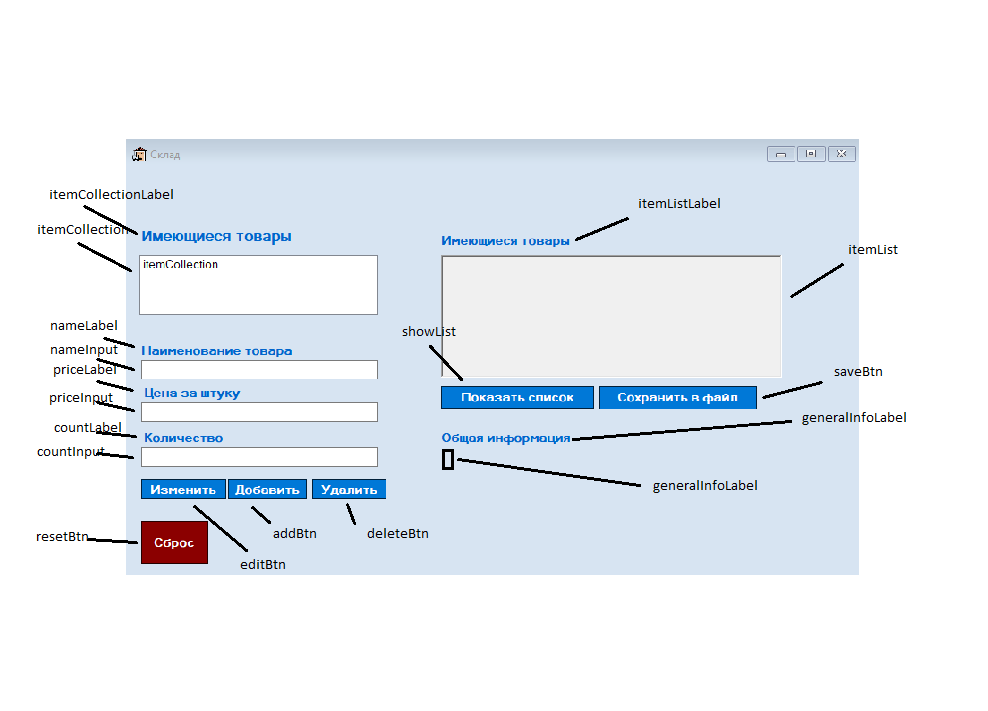 Склад
itemCollectionLabel
itemListLabel
itemCollection
Имеющиеся товары
Имеющиеся товары
itemList
itemCollection
nameLabel
showList
nameInput
Наименование товара
priceLabel
saveBtn
Цена за штуку
priceInput
Показать список
Сохранить в файл
generalInfoLabel
countLabel
Количество
Общая информация
countInput
generalInfoLabel
Изменить
Добавить
Удалить
resetBtn
addBtn
deleteBtn
Сброс
editBtn